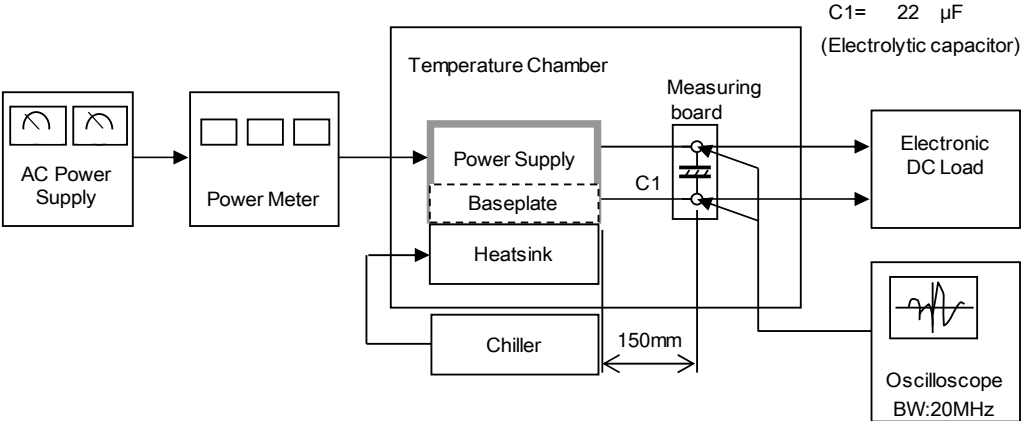 C1= 22 μF
(Electrolytic capacitor)
Temperature Chamber
Measuring
board
AC Power
Supply
Power Meter
Power Supply
Baseplate
C1
Heatsink
Electronic
DC Load
Chiller
150mm
Oscilloscope
BW:20MHz